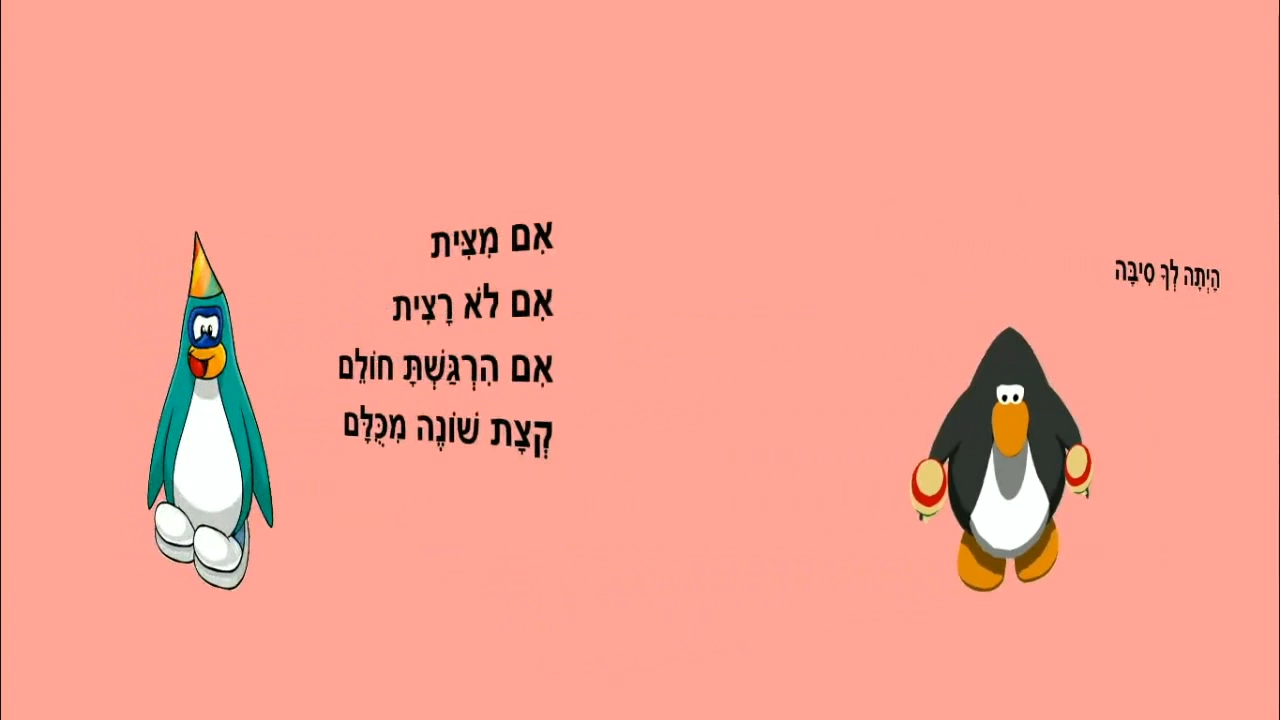 אִם מִצִּית
אִם לֹא רָצִית
אִם הִרְגַּשְׁתָּ חוֹלֵם
קְצָת שׁוֹנֶה מִכֻּלָּם
הָיְתָה לְךָ סִיבָּה